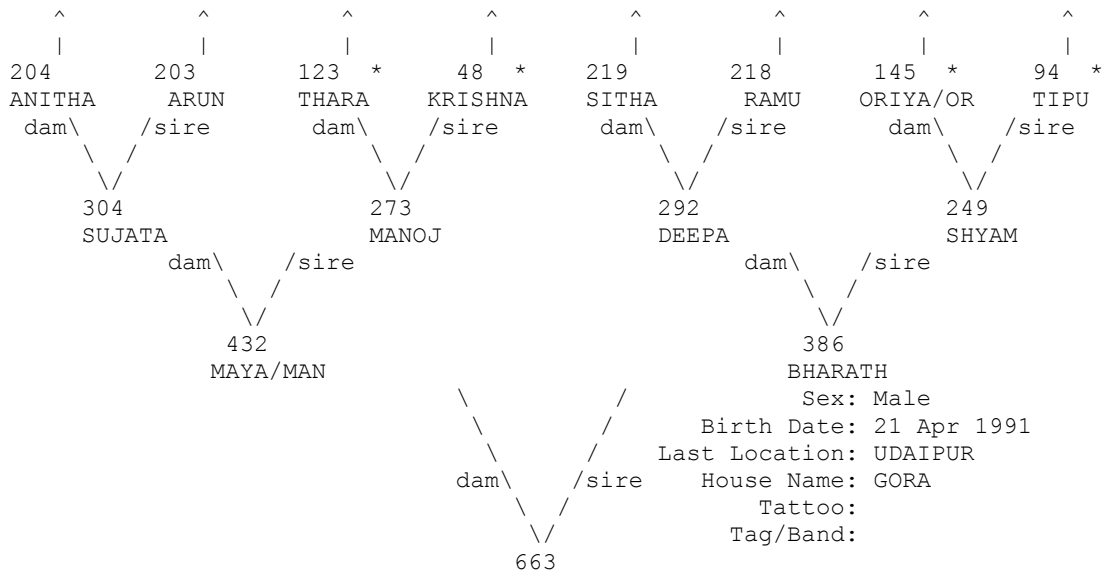 ^ ^ ^ ^ ^ ^ ^ ^
| | | | | | | |
204 203 123 * 48 * 219 218 145 * 94 *
ANITHA ARUN THARA KRISHNA SITHA RAMU ORIYA/OR TIPU
dam\ /sire dam\ /sire dam\ /sire dam\ /sire
\ / \ / \ / \ /
\/ \/ \/ \/
304 273 292 249
SUJATA MANOJ DEEPA SHYAM
dam\ /sire dam\ /sire
\ / \ /
\/ \/
432 386
MAYA/MAN BHARATH
\ / Sex: Male
\ / Birth Date: 21 Apr 1991
\ / Last Location: UDAIPUR
dam\ /sire House Name: GORA
\ / Tattoo:
\/ Tag/Band:
663